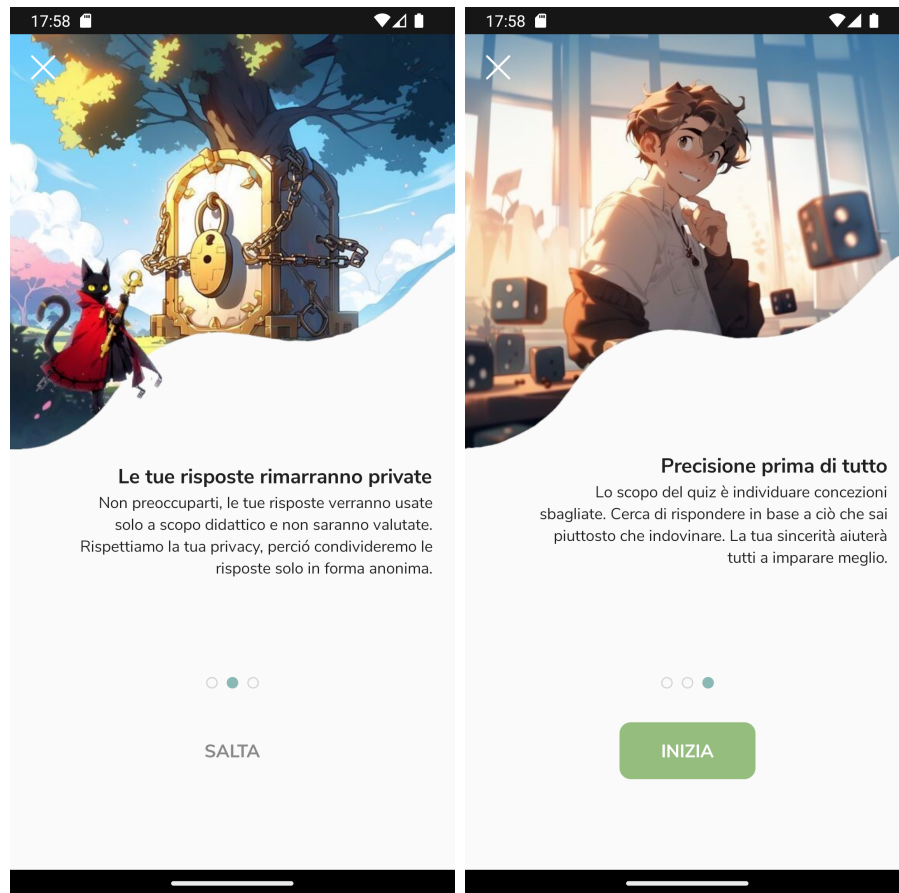 17:58
Le tue risposte rimarranno private
Non preoccuparti, le tue risposte verranno usate
solo a scopo didattico e non saranno valutate.
Rispettiamo la tua privacy, perció condivideremo le
risposte solo in forma anonima.
SALTA
17:58
Precisione prima di tutto
Lo scopo del quiz è individuare concezioni
sbagliate. Cerca di rispondere in base a ciò che sai
piuttosto che indovinare. La tua sincerità aiuterà
tutti a imparare meglio.
INIZIA